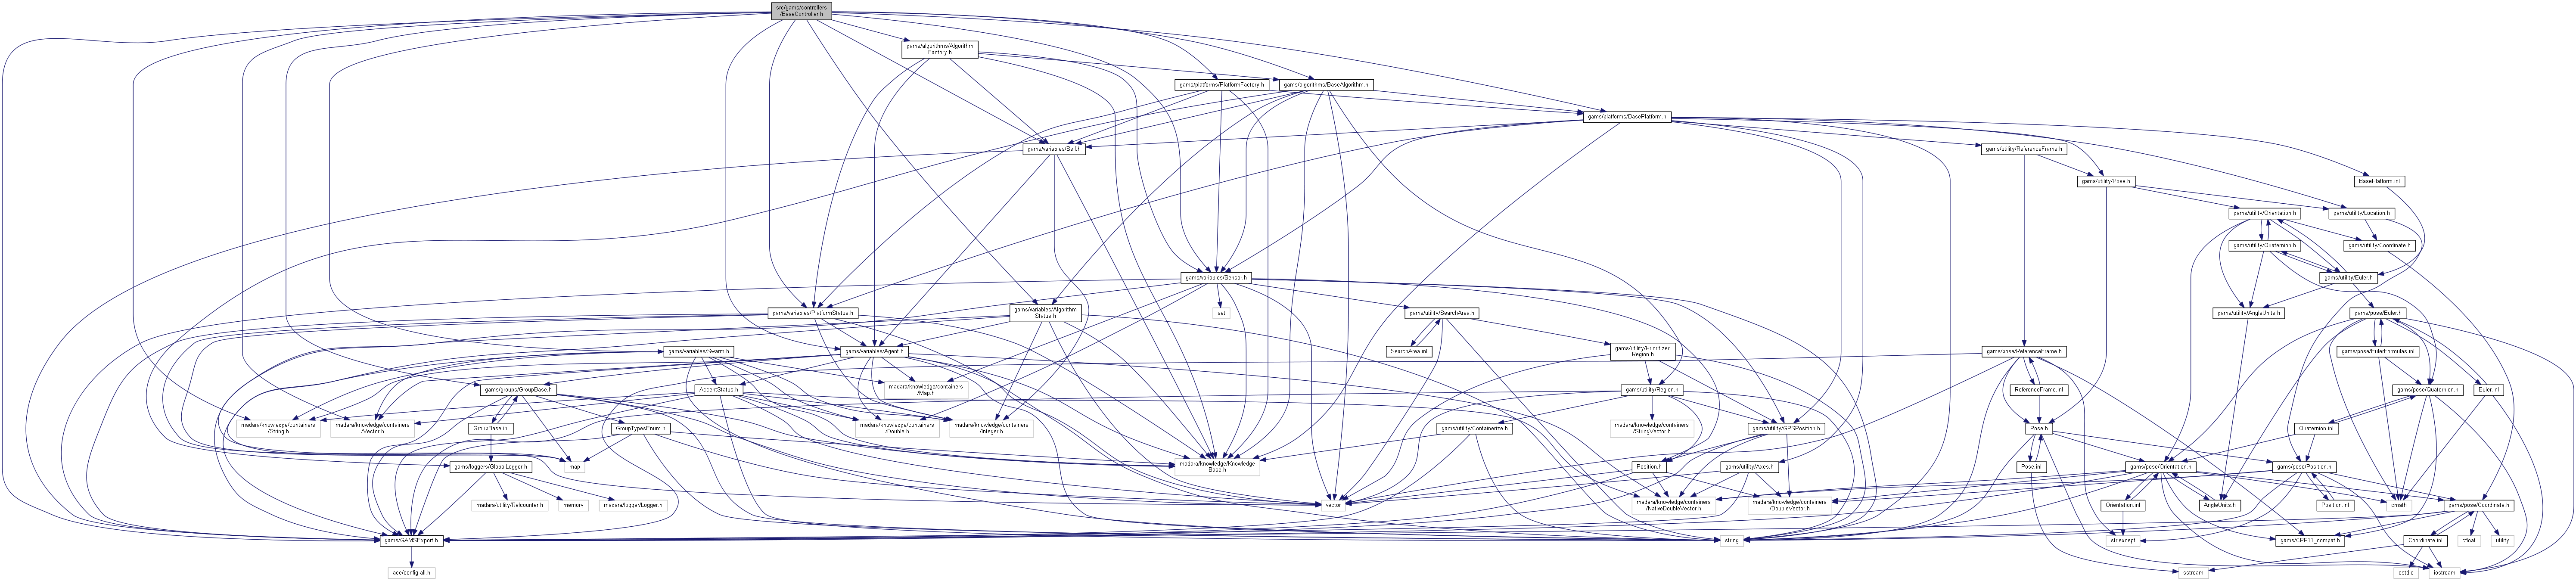 src/gams/controllers
/BaseController.h
gams/algorithms/Algorithm
Factory.h
gams/platforms/PlatformFactory.h
gams/algorithms/BaseAlgorithm.h
gams/platforms/BasePlatform.h
gams/variables/Self.h
gams/utility/ReferenceFrame.h
gams/utility/Pose.h
BasePlatform.inl
gams/utility/Orientation.h
gams/utility/Location.h
gams/utility/Quaternion.h
gams/utility/Coordinate.h
gams/variables/Sensor.h
gams/utility/Euler.h
gams/variables/PlatformStatus.h
gams/variables/Algorithm
Status.h
set
gams/utility/SearchArea.h
gams/utility/AngleUnits.h
gams/pose/Euler.h
gams/variables/Swarm.h
gams/variables/Agent.h
SearchArea.inl
gams/utility/Prioritized
Region.h
gams/pose/ReferenceFrame.h
gams/pose/EulerFormulas.inl
gams/groups/GroupBase.h
AccentStatus.h
madara/knowledge/containers
/Map.h
gams/utility/Region.h
ReferenceFrame.inl
gams/pose/Quaternion.h
Euler.inl
madara/knowledge/containers
/String.h
madara/knowledge/containers
/Vector.h
GroupBase.inl
GroupTypesEnum.h
madara/knowledge/containers
/Double.h
madara/knowledge/containers
/Integer.h
gams/utility/Containerize.h
madara/knowledge/containers
/StringVector.h
gams/utility/GPSPosition.h
Pose.h
Quaternion.inl
gams/loggers/GlobalLogger.h
map
madara/knowledge/Knowledge
Base.h
Position.h
gams/utility/Axes.h
Pose.inl
gams/pose/Orientation.h
gams/pose/Position.h
madara/utility/Refcounter.h
memory
madara/logger/Logger.h
vector
madara/knowledge/containers
/NativeDoubleVector.h
madara/knowledge/containers
/DoubleVector.h
Orientation.inl
AngleUnits.h
Position.inl
cmath
gams/pose/Coordinate.h
gams/GAMSExport.h
string
stdexcept
gams/CPP11_compat.h
Coordinate.inl
cfloat
utility
ace/config-all.h
sstream
cstdio
iostream